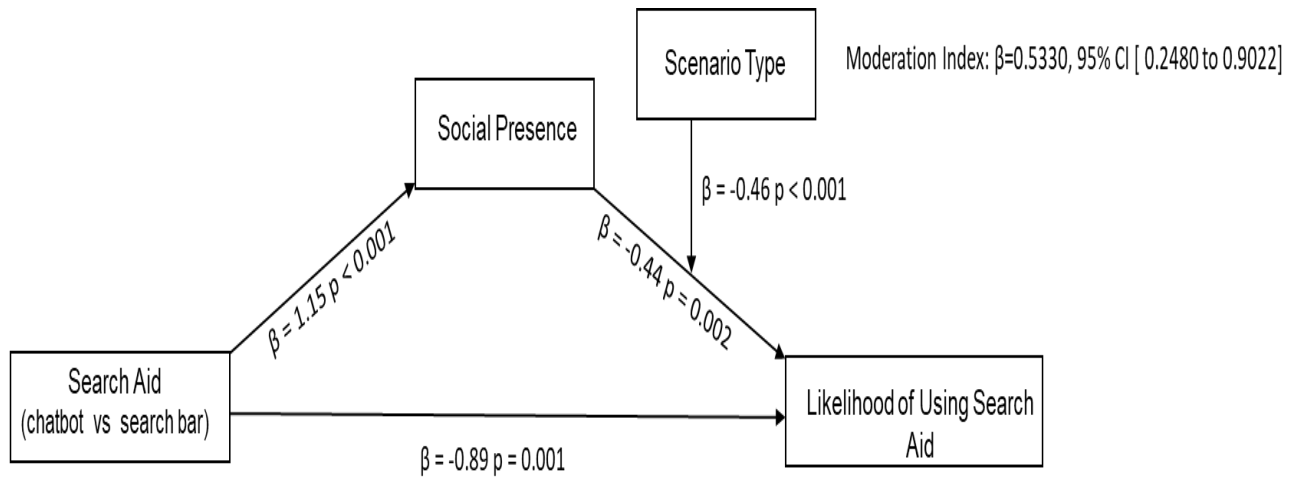 Scenario Type
Moderation Index: β=0.5330, 95% CI [ 0.2480 to 0.9022]
Social Presence
β = -0.46 p < 0.001
β = 1.15 p < 0.001
β = -0.44 p = 0.002
Search Aid
(chatbot vs search bar)
Likelihood of Using Search
Aid
β = -0.89 p = 0.001